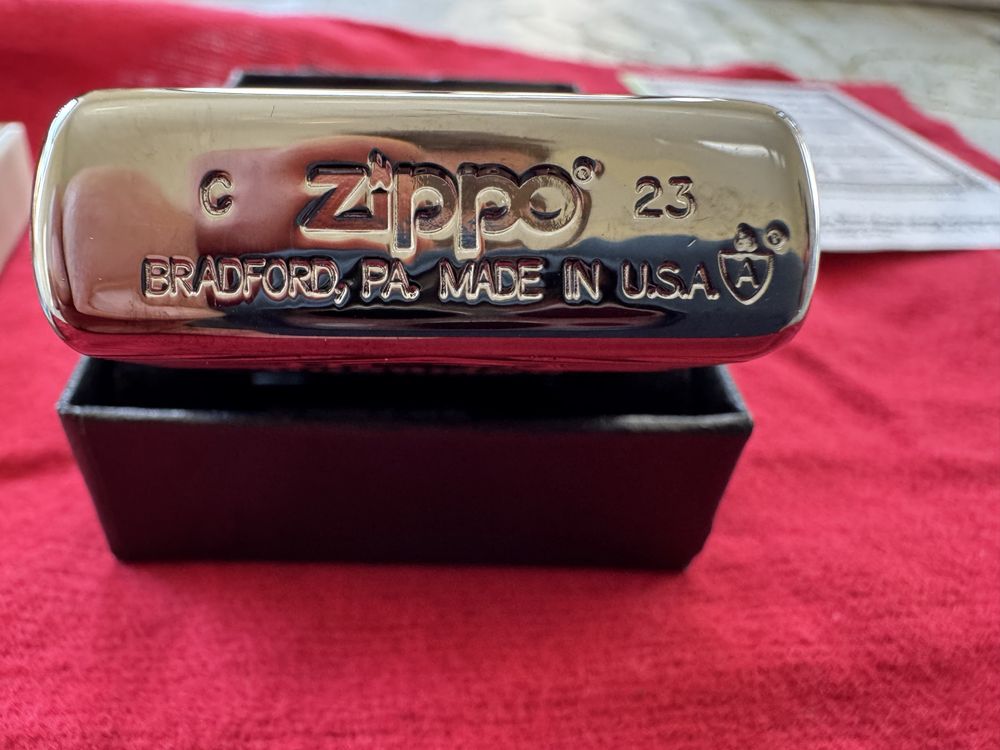 C Zippo® 23
BRADFORD, PA. MADE IN U.S.A. A®